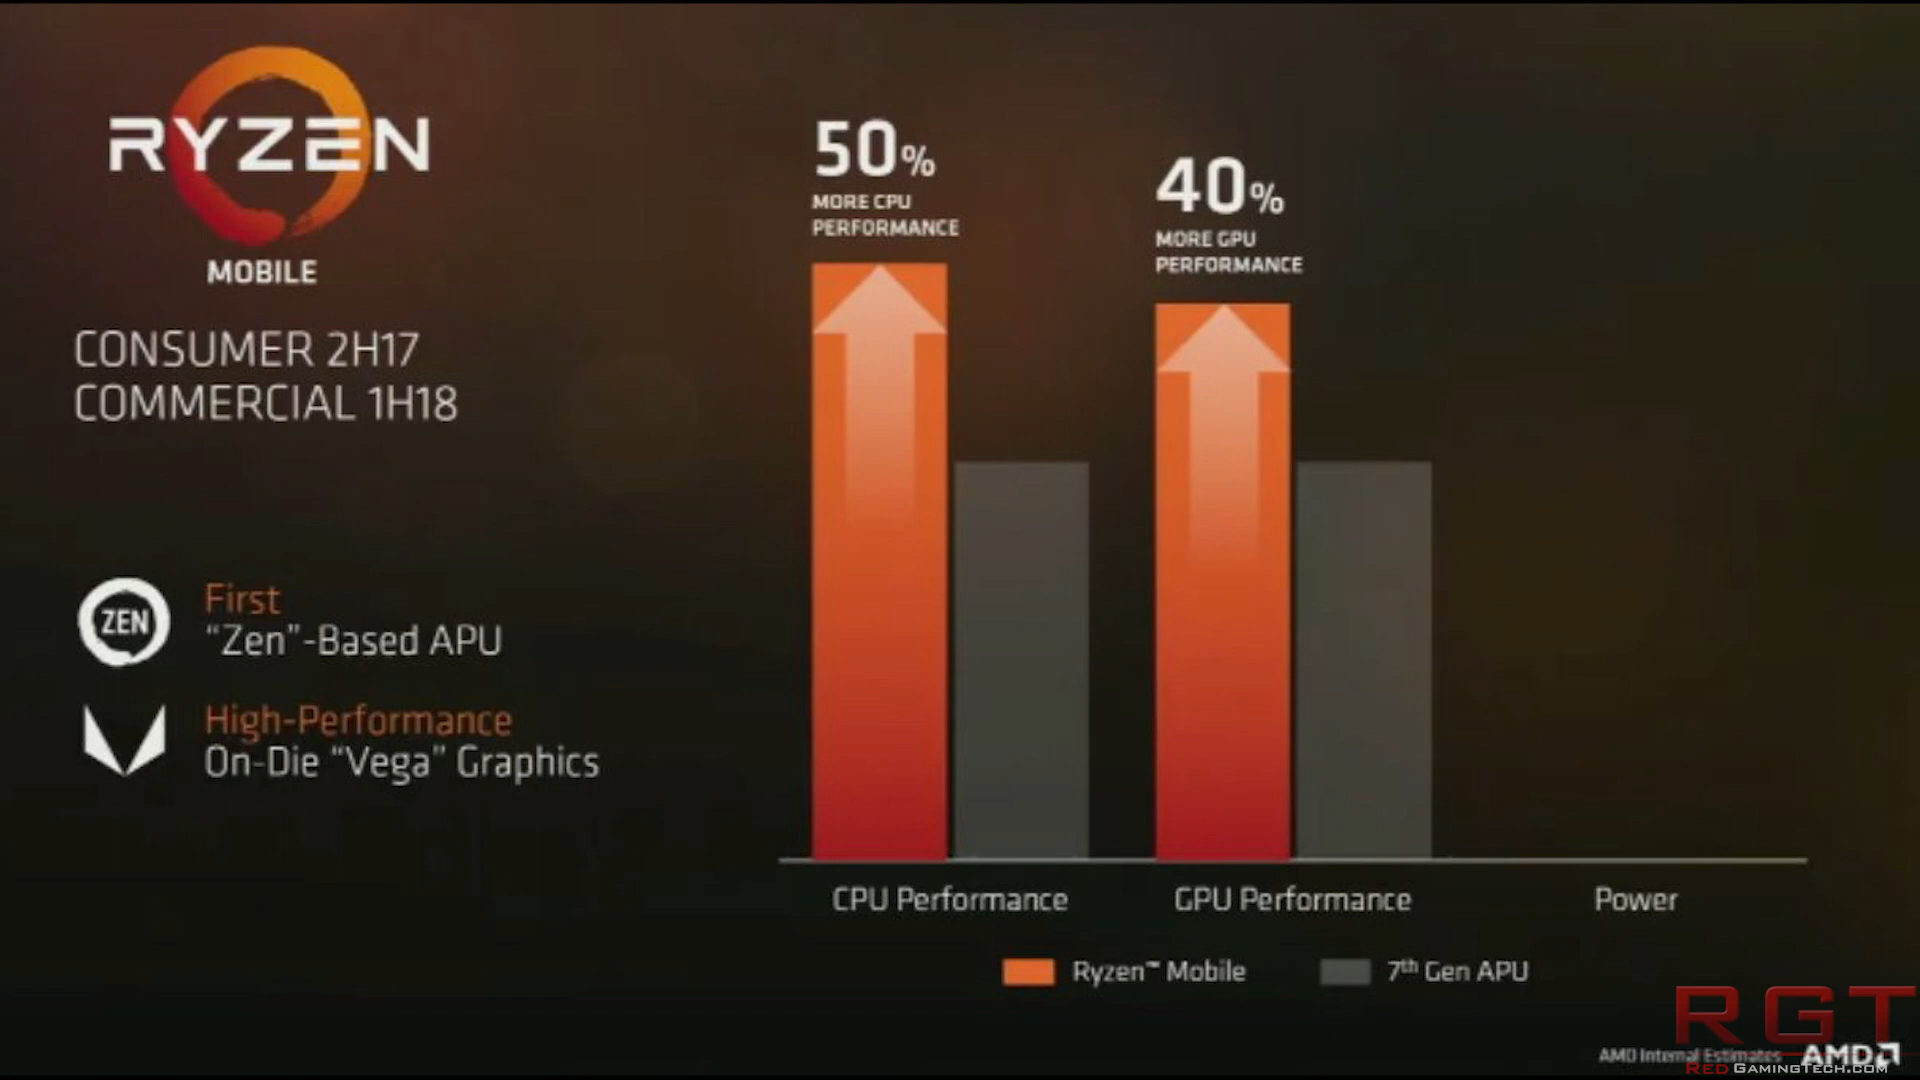 RYZEN
MOBILE
CONSUMER 2H17
COMMERCIAL 1H18
ZEN
First
“Zen”-Based APU
High-Performance
On-Die “Vega” Graphics
50%
MORE CPU
PERFORMANCE
40%
MORE GPU
PERFORMANCE
CPU Performance
GPU Performance
Power
Ryzen™ Mobile
7th Gen APU
RGT
AMD Internal Estimates
AMD
REDGAMINGTECH.COM